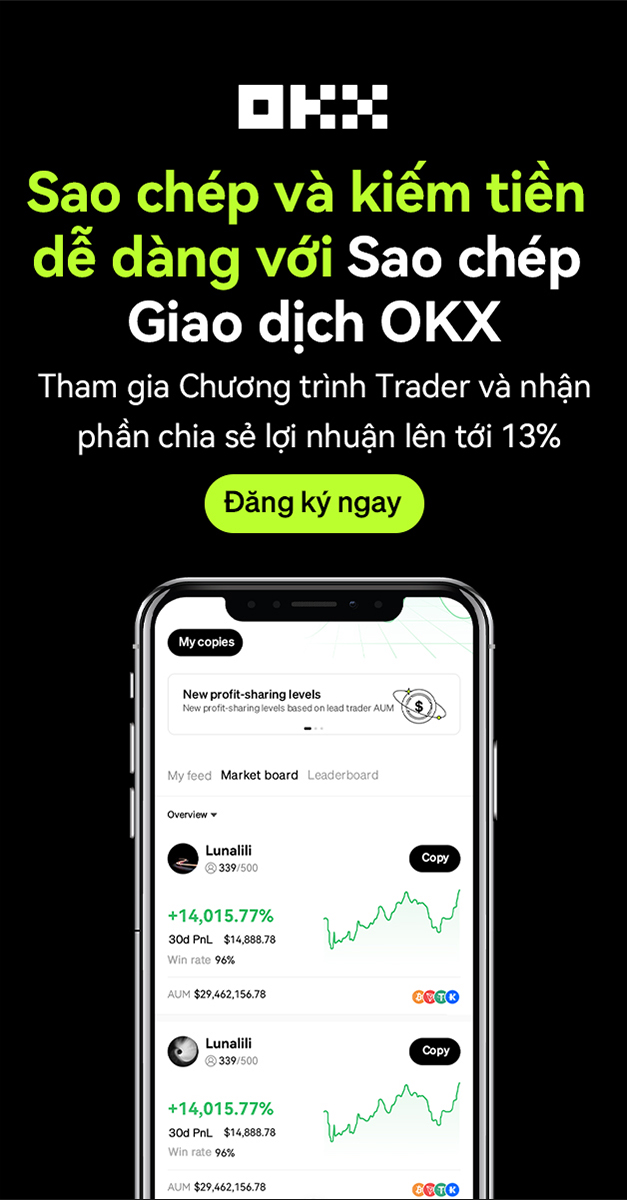 OKX
Sao chép và kiếm tiền
dễ dàng với Sao chép
Giao dịch OKX
Tham gia Chương trình Trader và nhận
phần chia sẻ lợi nhuận lên tới 13%
Đăng ký ngay
My copies
New profit-sharing levels
New profit-sharing levels based on lead trader AUM
$
My feed Market board Leaderboard
Overview
Lunalili
339/500
Copy
+14,015.77%
30d PnL $14,888.78
Win rate 96%
AUM $29,462,156.78
Lunalili
339/500
Copy
+14,015.77%
30d PnL $14,888.78
Win rate 96%
AUM $29,462,156.78